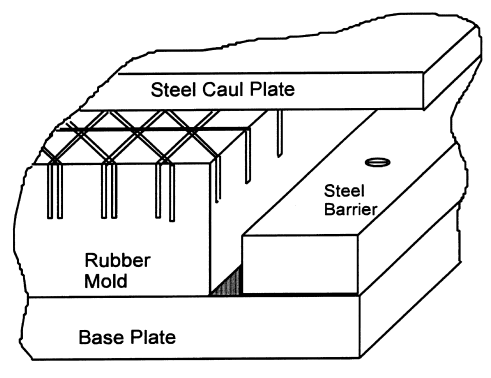 Steel Caul Plate
Steel
Barrier
Rubber
Mold
Base Plate